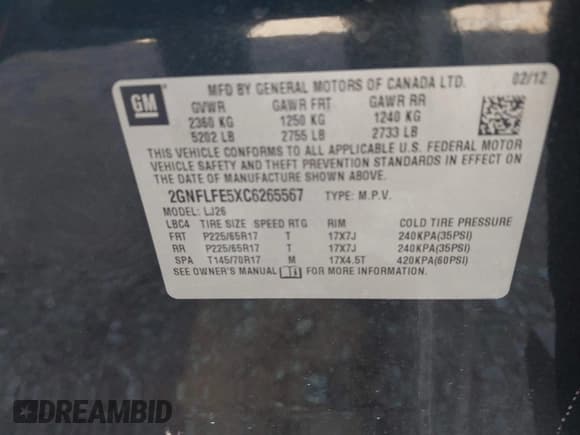 GM
MFD BY GENERAL MOTORS OF CANADA LTD. 02/12
GVWR GAWR FRT GAWR RR
2360 KG 1250 KG 1240 KG
5202 LB 2755 LB 2733 LB
THIS VEHICLE CONFORMS TO ALL APPLICABLE U.S. FEDERAL MOTOR
VEHICLE SAFETY AND THEFT PREVENTION STANDARDS IN EFFECT ON
THE DATE OF MANUFACTURE SHOWN ABOVE.
2GNFLFE5XC6265567 TYPE: M.P.V.
MODEL: LJ26
LBC4 TIRE SIZE SPEED RTG RIM COLD TIRE PRESSURE
FRT P225/65R17 T 17X7J 240KPA(35PSI)
RR P225/65R17 T 17X7J 240KPA(35PSI)
SPA T145/70R17 M 17X4.5T 420KPA(60PSI)
SEE OWNER'S MANUAL FOR MORE INFORMATION.
DREAMBID